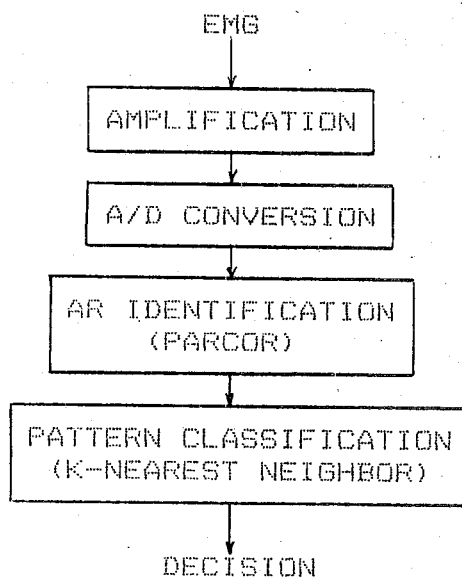 EMG
AMPLIFICATION
A/D CONVERSION
AR IDENTIFICATION
(PARCOR)
PATTERN CLASSIFICATION
(K-NEAREST NEIGHBOR)
DECISION